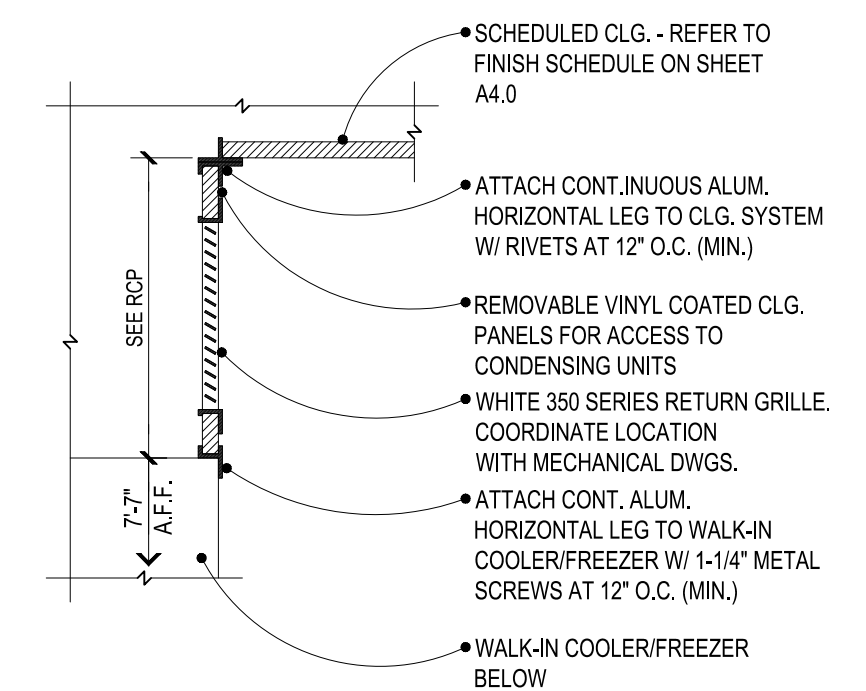 SCHEDULED CLG. - REFER TO
FINISH SCHEDULE ON SHEET
A4.0
ATTACH CONT.INUOUS ALUM.
HORIZONTAL LEG TO CLG. SYSTEM
W/ RIVETS AT 12" O.C. (MIN.)
REMOVABLE VINYL COATED CLG.
PANELS FOR ACCESS TO
CONDENSING UNITS
WHITE 350 SERIES RETURN GRILLE.
COORDINATE LOCATION
WITH MECHANICAL DWGS.
ATTACH CONT. ALUM.
HORIZONTAL LEG TO WALK-IN
COOLER/FREEZER W/ 1-1/4" METAL
SCREWS AT 12" O.C. (MIN.)
WALK-IN COOLER/FREEZER
BELOW
SEE RCP
7'-7"
A.F.F.